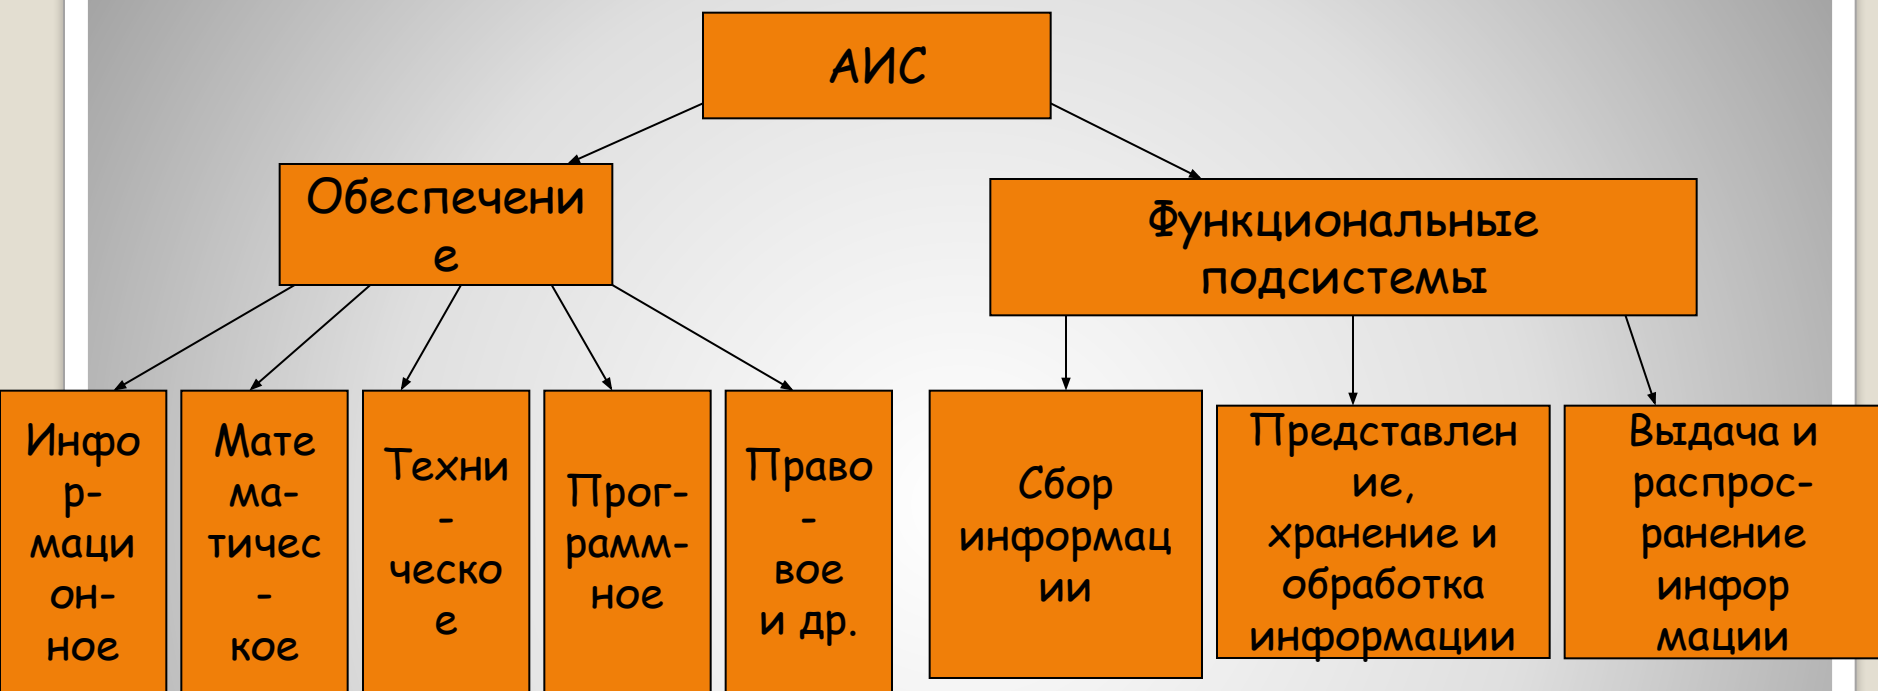 АИС
Обеспечени
е
Функциональные
подсистемы
Инфо
р-
маци
он-
ное
Мате
ма-
тичес
-
кое
Техни
-
ческо
е
Прог-
рамм-
ное
Право
-
вое
и др.
Сбор
информац
ии
Представлен
ие,
хранение и
обработка
информации
Выдача и
распрос-
ранение
инфор
мации